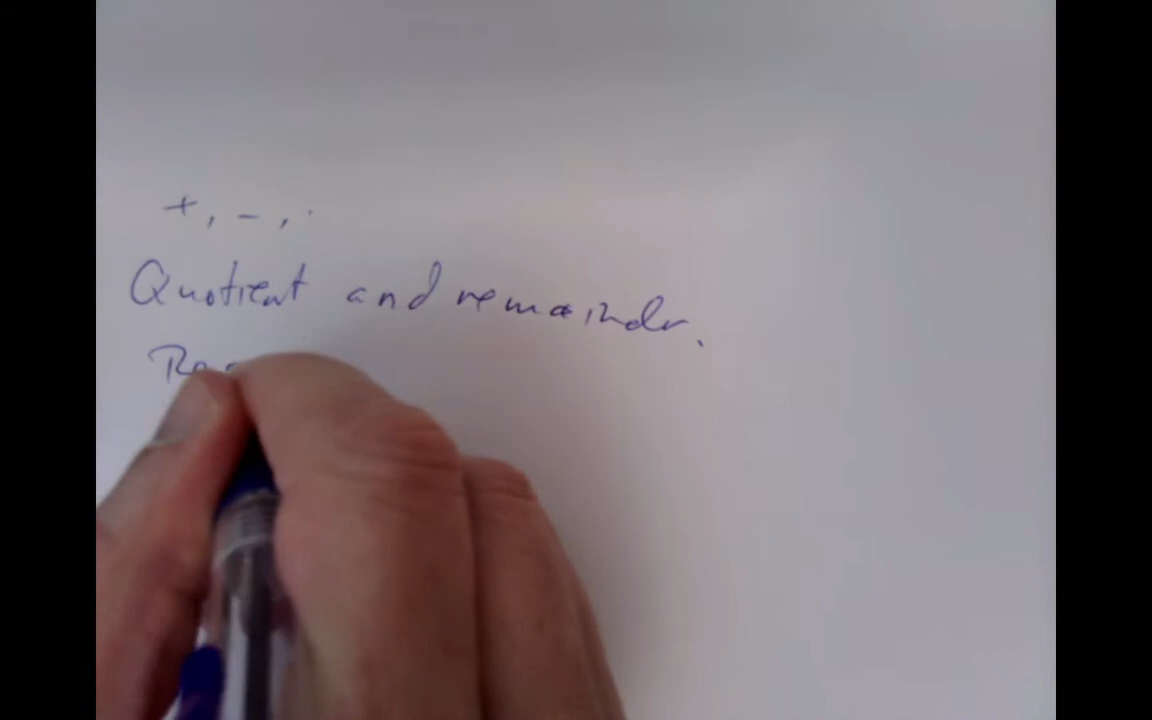 +, -, ·
Quotient and remainder.